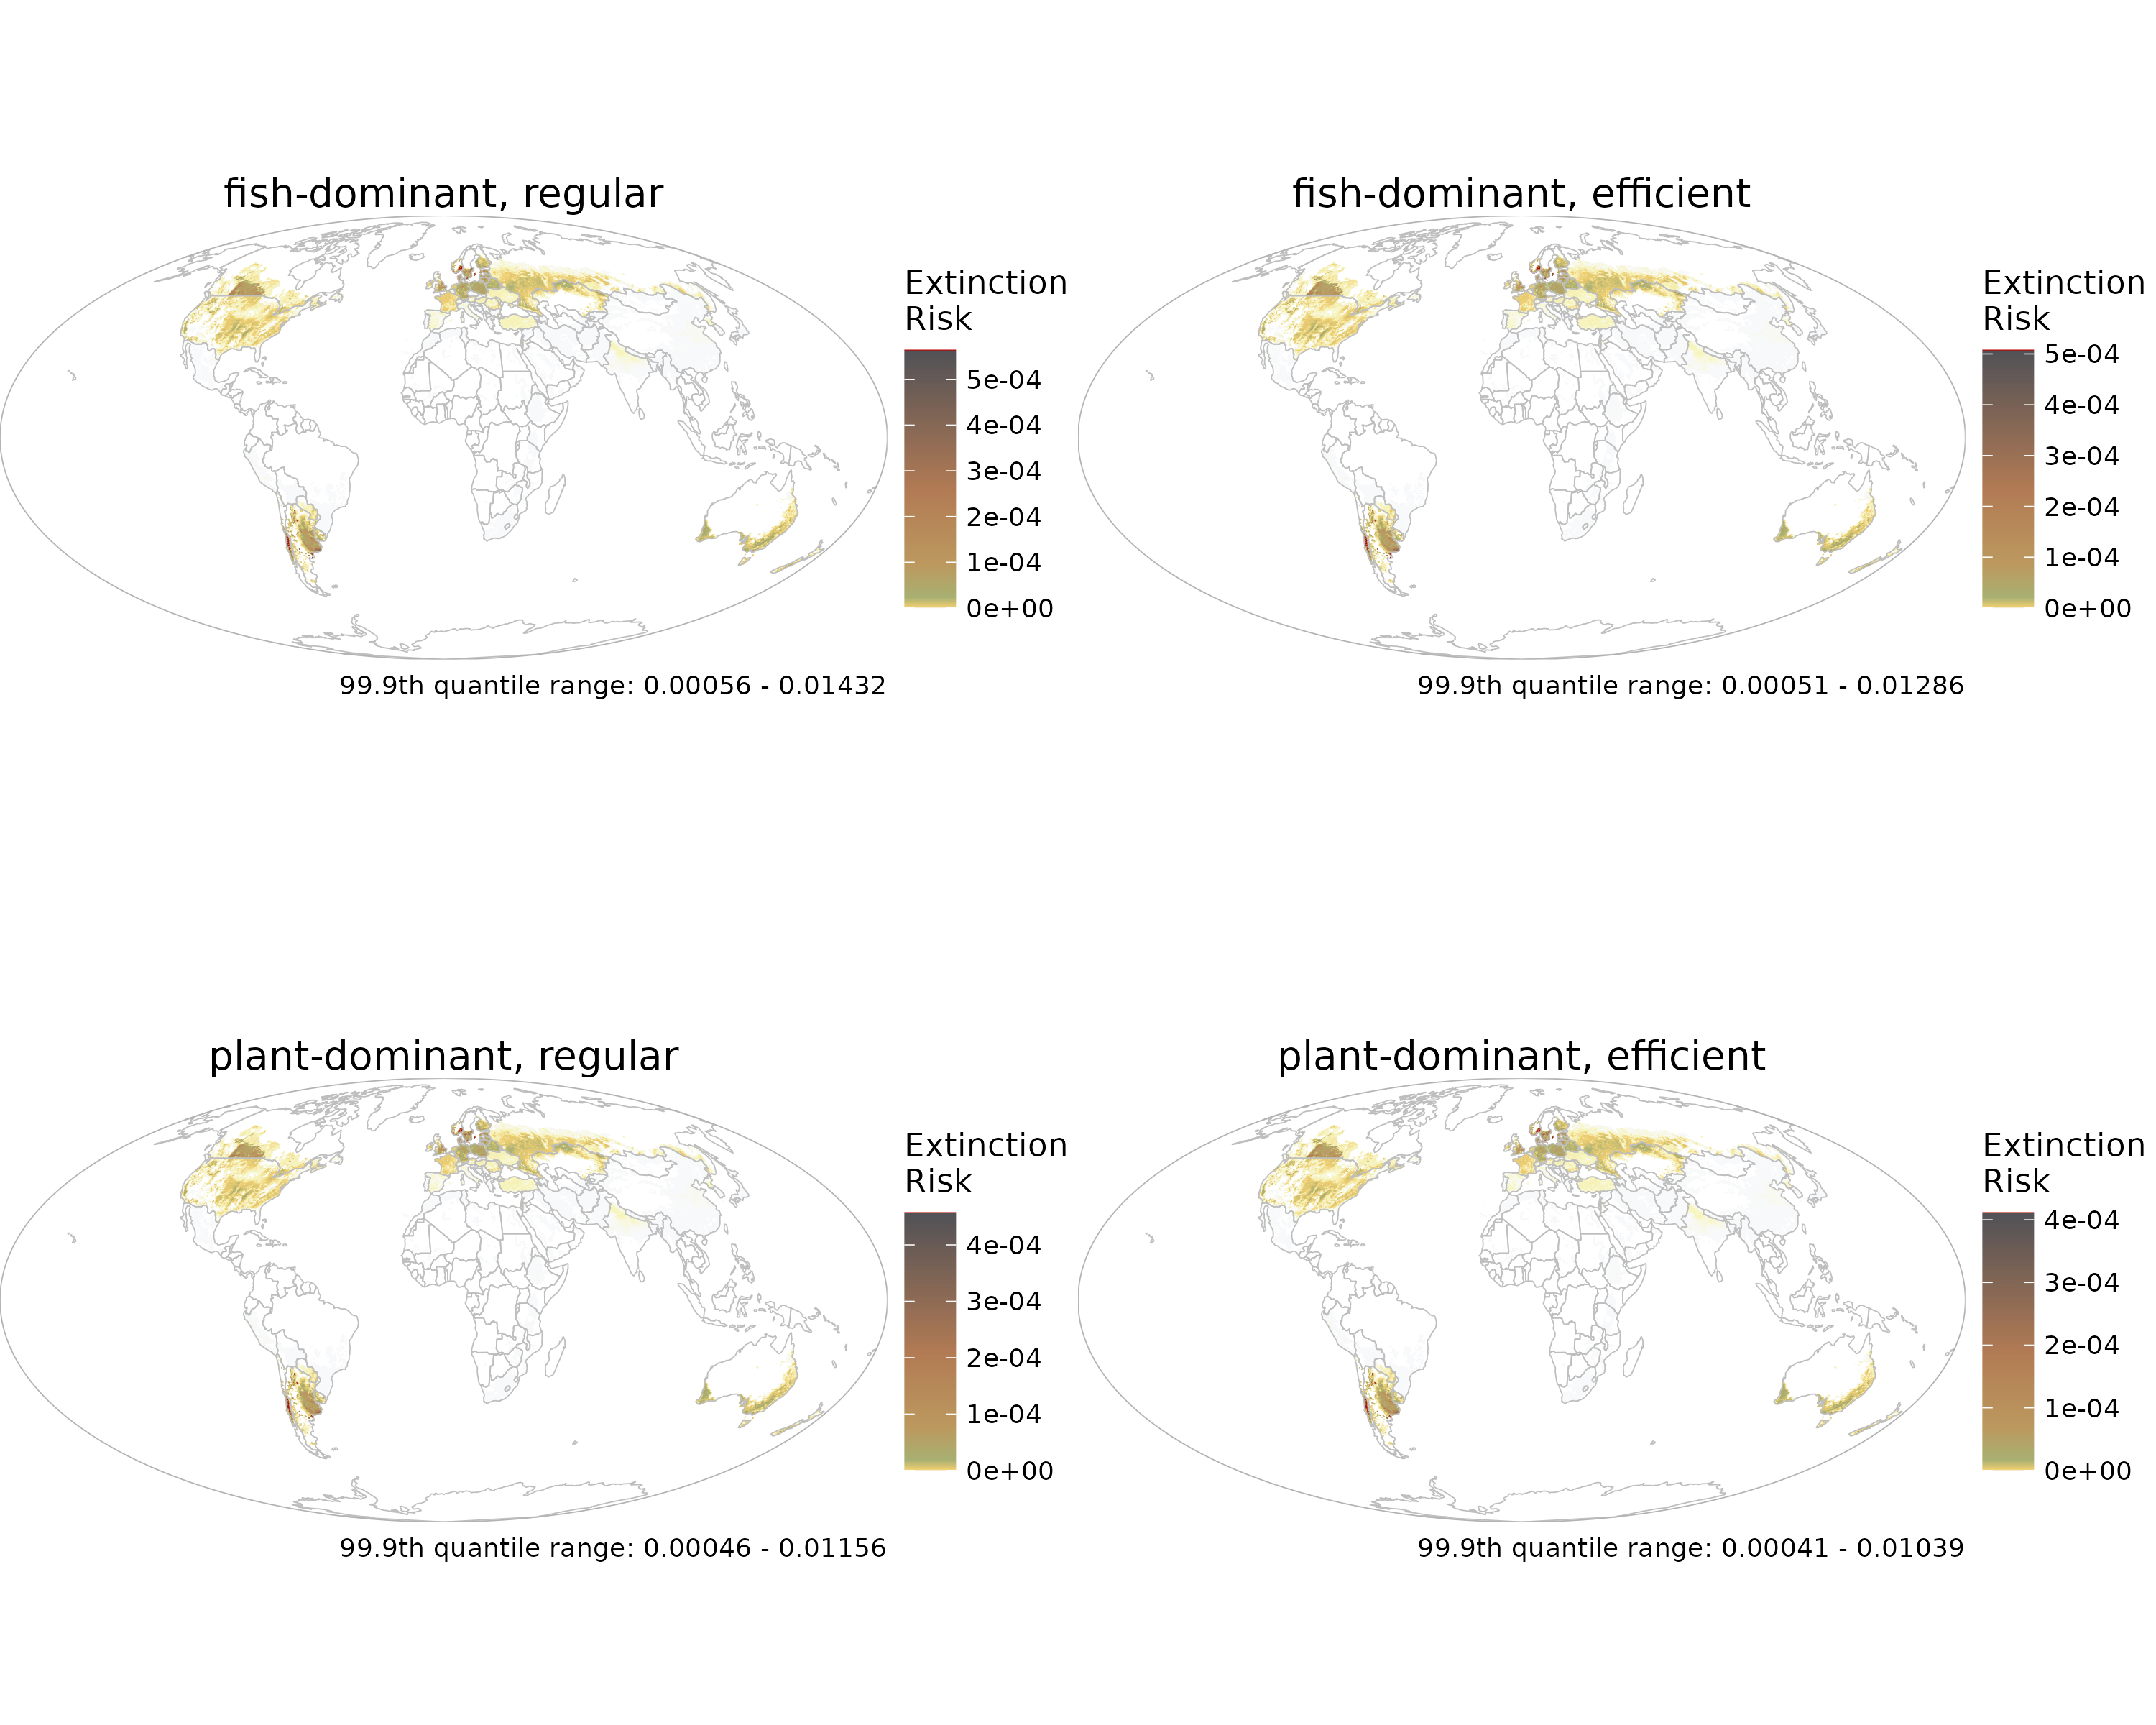 fish-dominant, regular
Extinction
Risk
5e-04
4e-04
3e-04
2e-04
1e-04
0e+00
99.9th quantile range: 0.00056 - 0.01432
fish-dominant, efficient
Extinction
Risk
5e-04
4e-04
3e-04
2e-04
1e-04
0e+00
99.9th quantile range: 0.00051 - 0.01286
plant-dominant, regular
Extinction
Risk
4e-04
3e-04
2e-04
1e-04
0e+00
99.9th quantile range: 0.00046 - 0.01156
plant-dominant, efficient
Extinction
Risk
4e-04
3e-04
2e-04
1e-04
0e+00
99.9th quantile range: 0.00041 - 0.01039